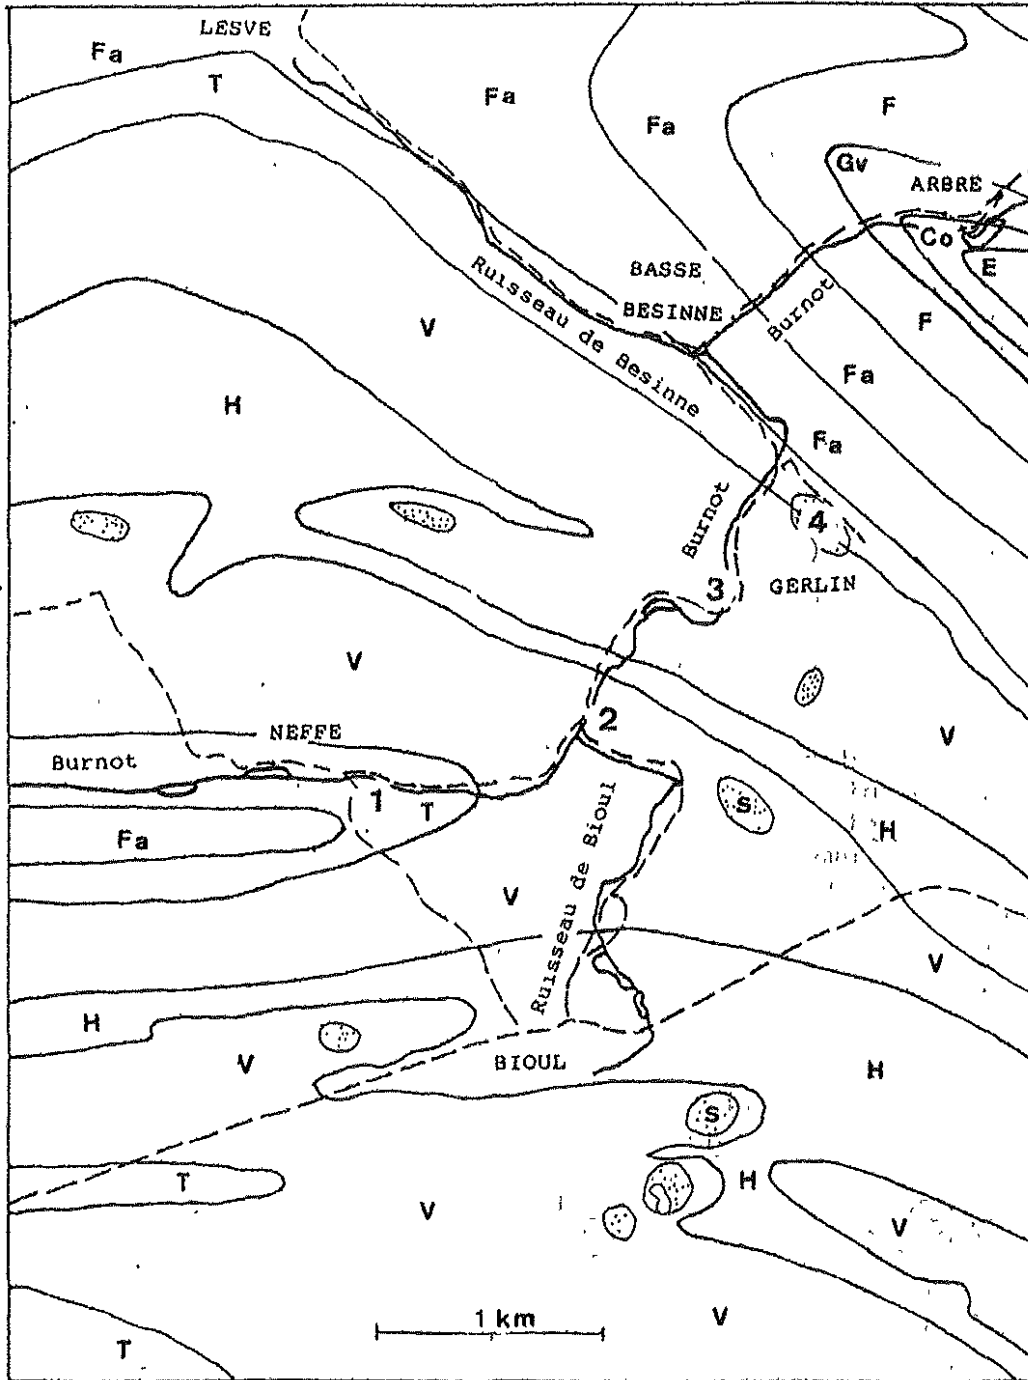 LESVE
Fa
T
Fa
Fa
F
Gv
ARBRE
Co
E
BASSE
BESINNE
Ruisseau de Besinne
Burnot
F
V
H
Fa
Fa
Burnot
4
3
GERLIN
V
2
V
NEFFE
Burnot
1
T
Fa
S
H
Ruisseau de Bioul
V
V
H
V
BIOUL
H
S
T
H
V
V
1 km
V
T